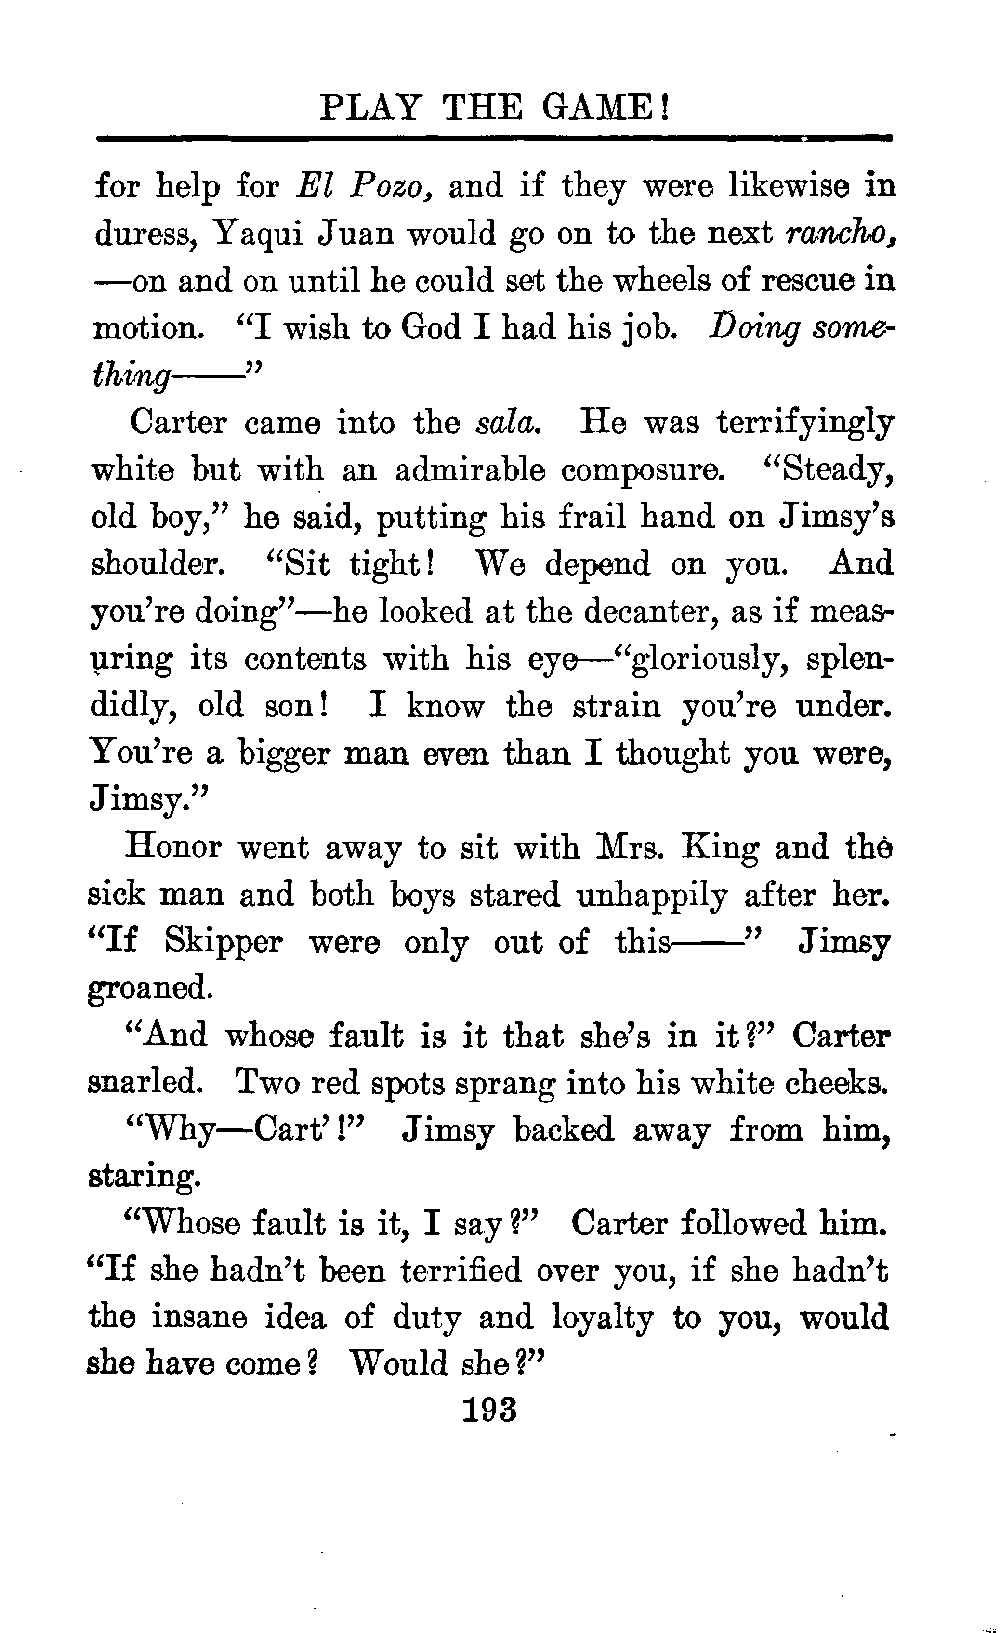 PLAY THE GAME!
for help for El Pozo, and if they were likewise in
duress, Yaqui Juan would go on to the next rancho,
—on and on until he could set the wheels of rescue in
motion. “I wish to God I had his job. Doing some-
thing——”
Carter came into the sala. He was terrifyingly
white but with an admirable composure. “Steady,
old boy,” he said, putting his frail hand on Jimsy’s
shoulder. “Sit tight! We depend on you. And
you’re doing”—he looked at the decanter, as if meas-
uring its contents with his eye—“gloriously, splen-
didly, old son! I know the strain you’re under.
You’re a bigger man even than I thought you were,
Jimsy.”
Honor went away to sit with Mrs. King and the
sick man and both boys stared unhappily after her.
“If Skipper were only out of this——” Jimsy
groaned.
“And whose fault is it that she’s in it?” Carter
snarled. Two red spots sprang into his white cheeks.
“Why—Cart’!” Jimsy backed away from him,
staring.
“Whose fault is it, I say?” Carter followed him.
“If she hadn’t been terrified over you, if she hadn’t
the insane idea of duty and loyalty to you, would
she have come? Would she?”
193